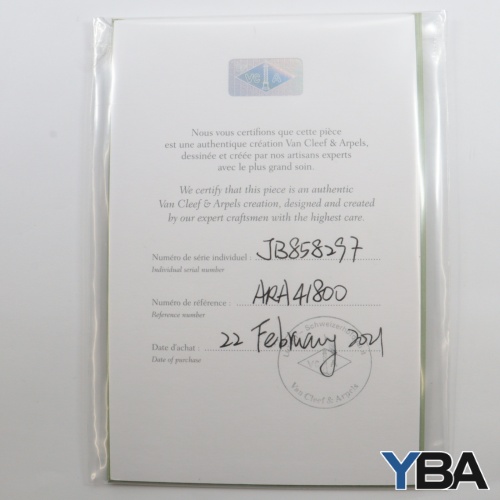 Nous vous certifions que cette pièce
est une authentique création Van Cleef & Arpels,
dessinée et créée par nos artisans experts
avec le plus grand soin.
We certify that this piece is an authentic
Van Cleef & Arpels creation, designed and created
by our expert craftsmen with the highest care.
Numéro de série individuel : JB858297
Individual serial number
Numéro de référence : ARA41800
Reference number
Date d'achat : 22 February 2021
Date of purchase
Van Cleef & Arpels
YBA